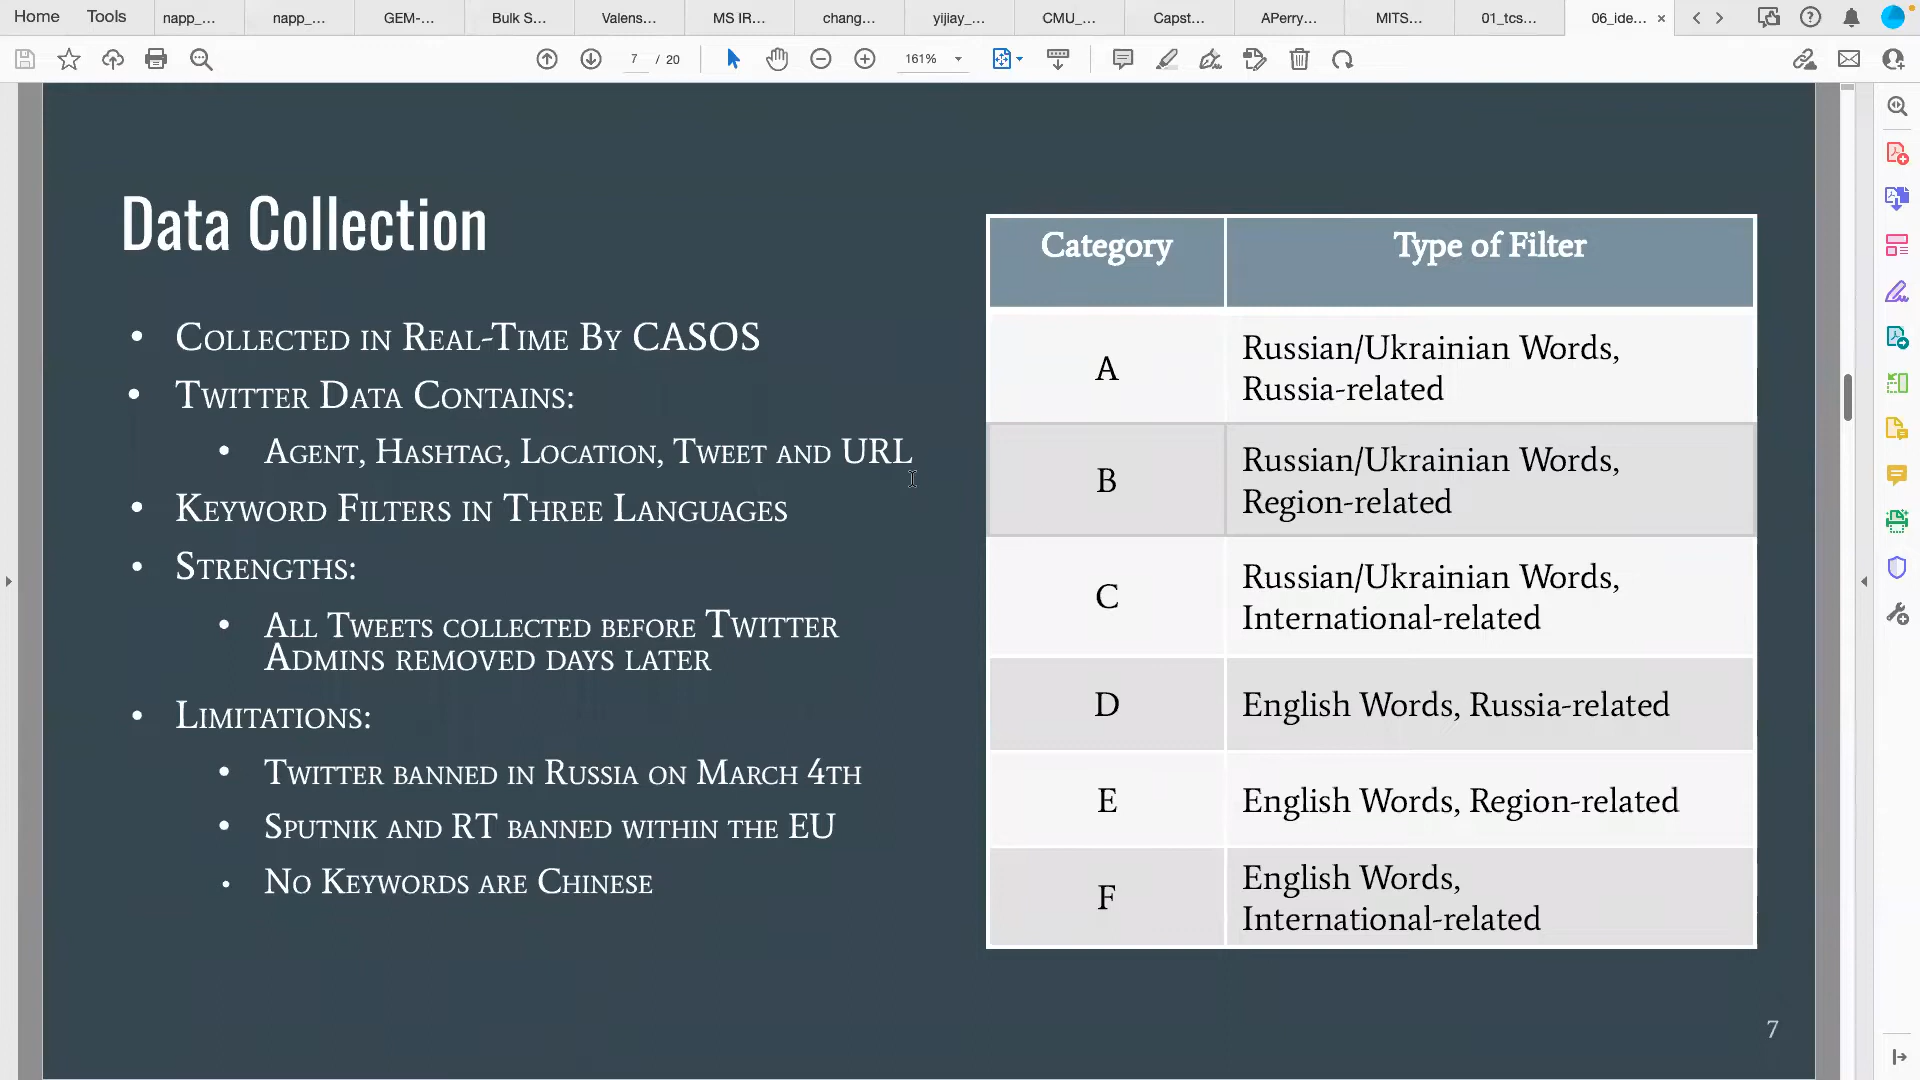 Home
Tools
napp_...
napp_...
GEM-...
Bulk S...
Valens...
MS IR...
chang...
yijiay_...
CMU_...
Capst...
APerry...
MITS...
01_tcs...
06_ide...
7 / 20
161%
Data Collection
• Collected in Real-Time By CASOS
• Twitter Data Contains:
• Agent, Hashtag, Location, Tweet and URL
• Keyword Filters in Three Languages
• Strengths:
• All Tweets collected before Twitter
Admins removed days later
• Limitations:
• Twitter banned in Russia on March 4th
• Sputnik and RT banned within the EU
• No Keywords are Chinese
Category
Type of Filter
A
Russian/Ukrainian Words,
Russia-related
B
Russian/Ukrainian Words,
Region-related
C
Russian/Ukrainian Words,
International-related
D
English Words, Russia-related
E
English Words, Region-related
F
English Words,
International-related
7